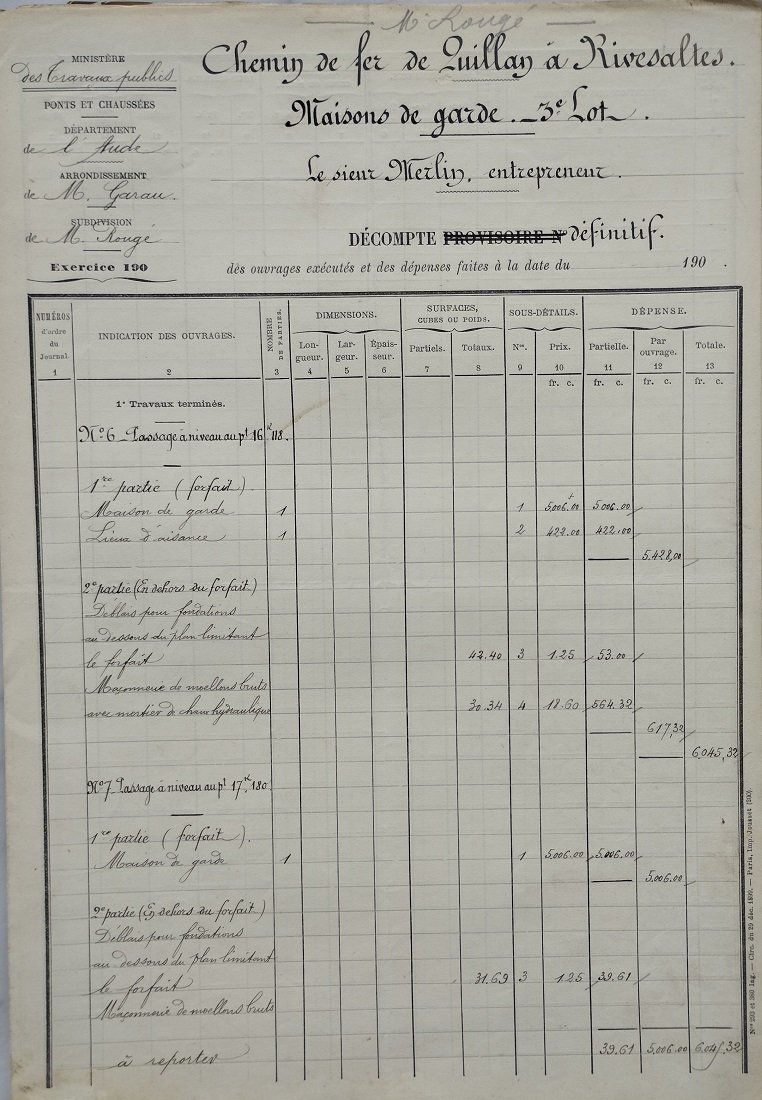 Mr Rougé
MINISTÈRE
des Travaux publics
PONTS ET CHAUSSÉES
DÉPARTEMENT
de l'Aude
ARRONDISSEMENT
de M. Garau.
SUBDIVISION
de M. Rougé
Exercice 190
Chemin de fer de Quillan à Rivesaltes.
Maisons de garde. _ 3e Lot_.
Le sieur Merlin, entrepreneur.
DÉCOMPTE PROVISOIRE N° définitif.
des ouvrages exécutés et des dépenses faites à la date du 190 .
NUMÉROS d'ordre du Journal. 1
INDICATION DES OUVRAGES. 2
NOMBRE DE PARTIES. 3
DIMENSIONS.
Longueur. 4
Largeur. 5
Épaisseur. 6
SURFACES, CUBES OU POIDS.
Partiels. 7
Totaux. 8
SOUS-DÉTAILS.
Nos. 9
Prix. 10
DÉPENSE.
Partielle. 11
Par ouvrage. 12
Totale. 13
fr. c. fr. c. fr. c. fr. c.
1° Travaux terminés.
N°6 _ Passage à niveau au pt 16k 118.
1re partie (forfait)
Maison de garde 1 1 5006.00 5006.00
Lieux d'aisance 1 2 422.00 422.00
5.428,00
2e partie (En dehors du forfait)
Déblais pour fondations
au dessous du plan limitant
le forfait 42.40 3 1.25 53.00
Maçonnerie de moellons bruts
avec mortier de chaux hydraulique 30.34 4 18.60 564.32
617,32
6,045,32
N°7 _ Passage à niveau au pt 17k, 180
1re partie (forfait).
Maison de garde 1 1 5,006.00 5,006.00
5,006.00
2e partie (En dehors du forfait)
Déblais pour fondations
au dessous du plan limitant
le forfait 31.69 3 1.25 39.61
Maçonnerie de moellons bruts
à reporter 39.61 5,006.00 6.045,32
Nos 293 et 360 Ing. — Circ. du 29 déc. 1899. — Paris, Imp. Jousset (200).